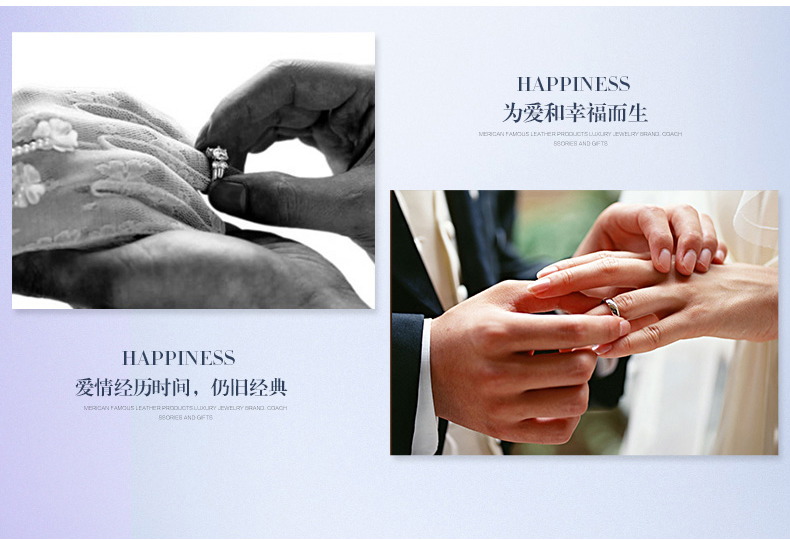 HAPPINESS
为爱和幸福而生
MERICAN FAMOUS LEATHER PRODUCTS LUXURY JEWELRY BRAND. COACH
SSORIES AND GIFTS
HAPPINESS
爱情经历时间，仍旧经典
MERICAN FAMOUS LEATHER PRODUCTS LUXURY JEWELRY BRAND. COACH
SSORIES AND GIFTS